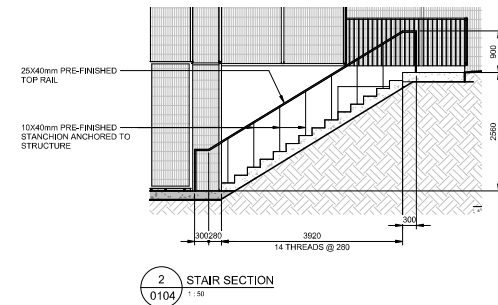 900
25X40mm PRE-FINISHED
TOP RAIL
10X40mm PRE-FINISHED
STANCHION ANCHORED TO
STRUCTURE
2560
300
300 280
3920
14 THREADS @ 280
2
0104
STAIR SECTION
1 : 50